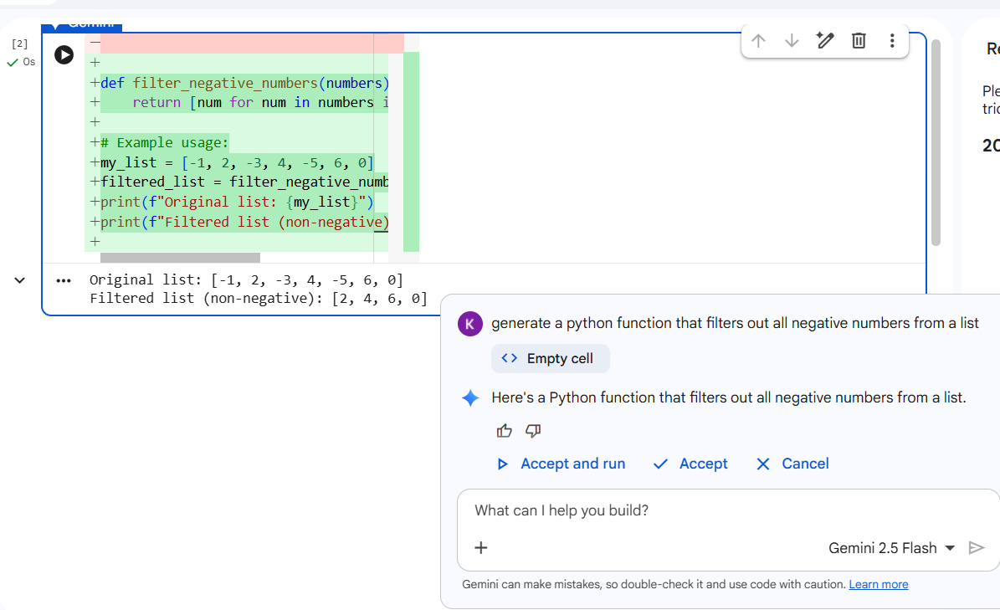 Gemini
[2]
0s
def filter_negative_numbers(numbers)
return [num for num in numbers i
# Example usage:
my_list = [-1, 2, -3, 4, -5, 6, 0]
filtered_list = filter_negative_numb
print(f"Original list: {my_list}")
print(f"Filtered list (non-negative)
Original list: [-1, 2, -3, 4, -5, 6, 0]
Filtered list (non-negative): [2, 4, 6, 0]
K
generate a python function that filters out all negative numbers from a list
<> Empty cell
Here's a Python function that filters out all negative numbers from a list.
Accept and run
Accept
Cancel
What can I help you build?
Gemini 2.5 Flash
Gemini can make mistakes, so double-check it and use code with caution. Learn more